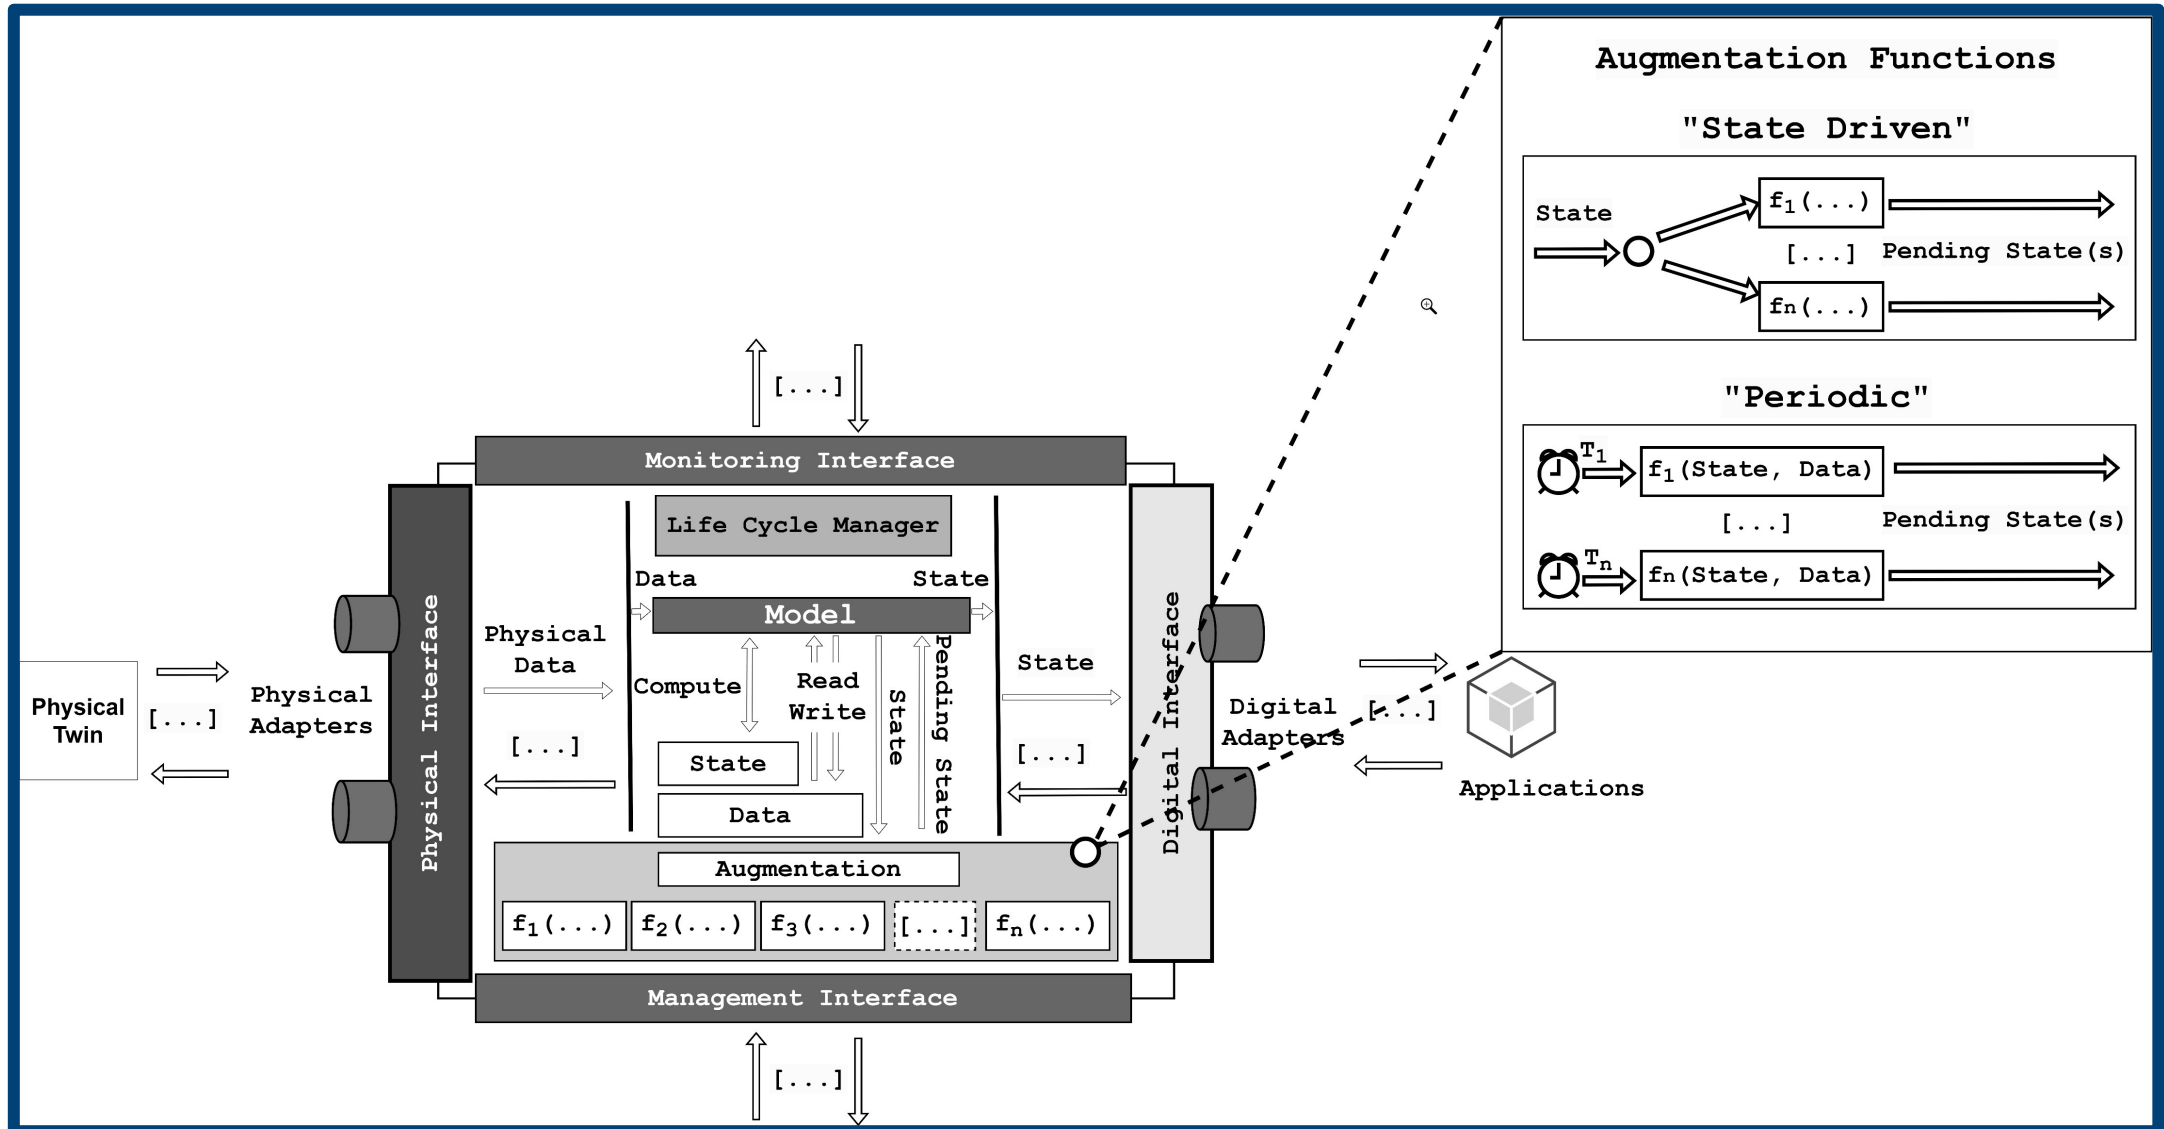 Augmentation Functions
"State Driven"
State
f1(...)
[...]
Pending State(s)
fn(...)
"Periodic"
T1
f1(State, Data)
[...]
Pending State(s)
Tn
fn(State, Data)
[...]
Monitoring Interface
Life Cycle Manager
Data
State
Model
Physical Interface
Physical
Data
[...]
Compute
Read
Write
State
Pending State
State
Data
State
[...]
Digital Interface
Physical
Twin
[...]
Physical
Adapters
Digital
Adapters
[...]
Applications
Augmentation
f1(...)
f2(...)
f3(...)
[...]
fn(...)
Management Interface
[...]